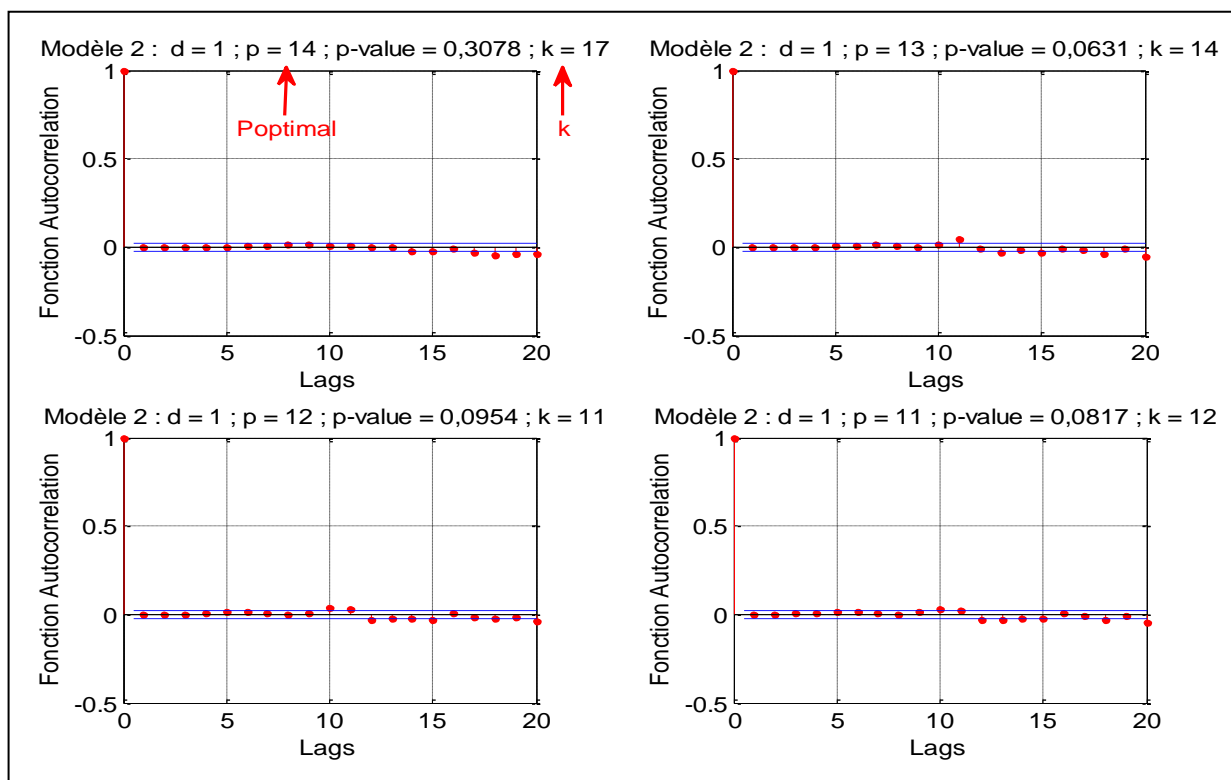 Modèle 2 : d = 1 ; p = 14 ; p-value = 0,3078 ; k = 17
Poptimal
k
Fonction Autocorrelation
1
0.5
0
-0.5
0 5 10 15 20
Lags
Modèle 2 : d = 1 ; p = 13 ; p-value = 0,0631 ; k = 14
Fonction Autocorrelation
1
0.5
0
-0.5
0 5 10 15 20
Lags
Modèle 2 : d = 1 ; p = 12 ; p-value = 0,0954 ; k = 11
Fonction Autocorrelation
1
0.5
0
-0.5
0 5 10 15 20
Lags
Modèle 2 : d = 1 ; p = 11 ; p-value = 0,0817 ; k = 12
Fonction Autocorrelation
1
0.5
0
-0.5
0 5 10 15 20
Lags